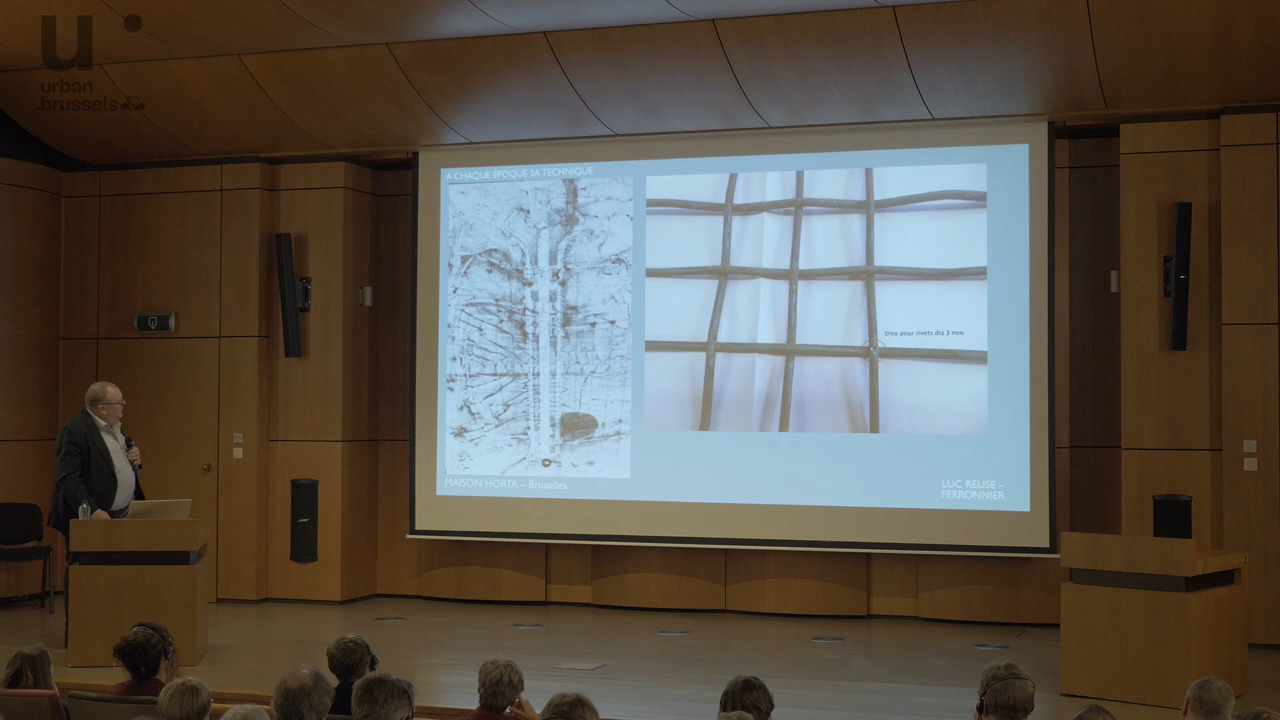 urban
.brussels
A CHAQUE ÉPOQUE SA TECHNIQUE
trou pour rivets dia 3 mm
MAISON HORTA – Bruxelles
LUC REUSE –
FERRONNIER